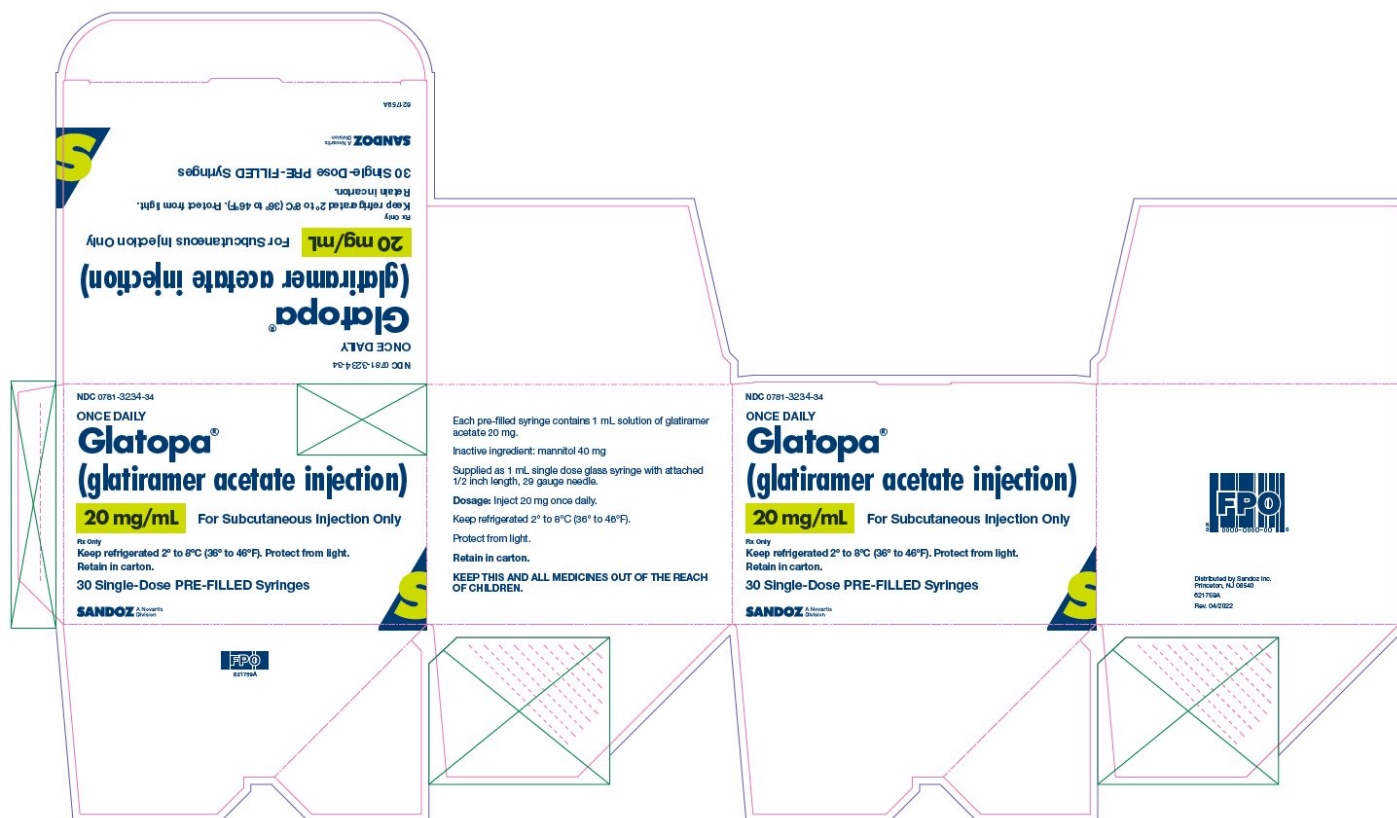 621759A
SANDOZ A Novartis
Division
30 Single-Dose PRE-FILLED Syringes
Retain in carton.
Keep refrigerated 2° to 8°C (36° to 46°F). Protect from light.
Rx Only
20 mg/mL For Subcutaneous Injection Only
(glatiramer acetate injection)
Glatopa®
ONCE DAILY
NDC 0781-3234-34
NDC 0781-3234-34
ONCE DAILY
Glatopa®
(glatiramer acetate injection)
20 mg/mL For Subcutaneous Injection Only
Rx Only
Keep refrigerated 2° to 8°C (36° to 46°F). Protect from light.
Retain in carton.
30 Single-Dose PRE-FILLED Syringes
SANDOZ A Novartis
Division
S
FPO
621759A
Each pre-filled syringe contains 1 mL solution of glatiramer
acetate 20 mg.
Inactive ingredient: mannitol 40 mg
Supplied as 1 mL single dose glass syringe with attached
1/2 inch length, 29 gauge needle.
Dosage: Inject 20 mg once daily.
Keep refrigerated 2° to 8°C (36° to 46°F).
Protect from light.
Retain in carton.
KEEP THIS AND ALL MEDICINES OUT OF THE REACH
OF CHILDREN.
NDC 0781-3234-34
ONCE DAILY
Glatopa®
(glatiramer acetate injection)
20 mg/mL For Subcutaneous Injection Only
Rx Only
Keep refrigerated 2° to 8°C (36° to 46°F). Protect from light.
Retain in carton.
30 Single-Dose PRE-FILLED Syringes
SANDOZ A Novartis
Division
S
FPO
0000-0000-00
Distributed by Sandoz Inc.
Princeton, NJ 08540
621759A
Rev. 04/2022